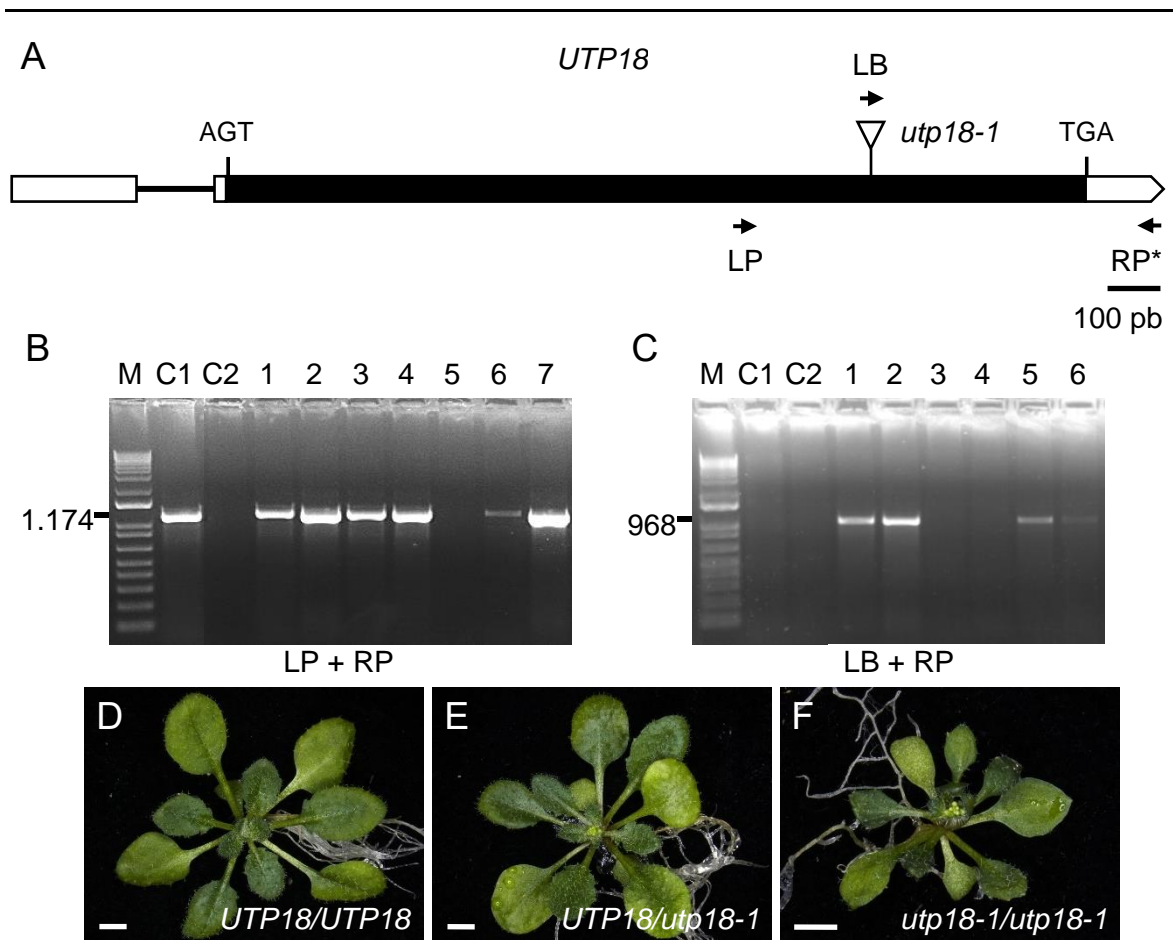 A
UTP18
LB
AGT
utp18-1
TGA
LP
RP*
100 pb
B
M C1 C2 1 2 3 4 5 6 7
1.174
LP + RP
C
M C1 C2 1 2 3 4 5 6
968
LB + RP
D
UTP18/UTP18
E
UTP18/utp18-1
F
utp18-1/utp18-1